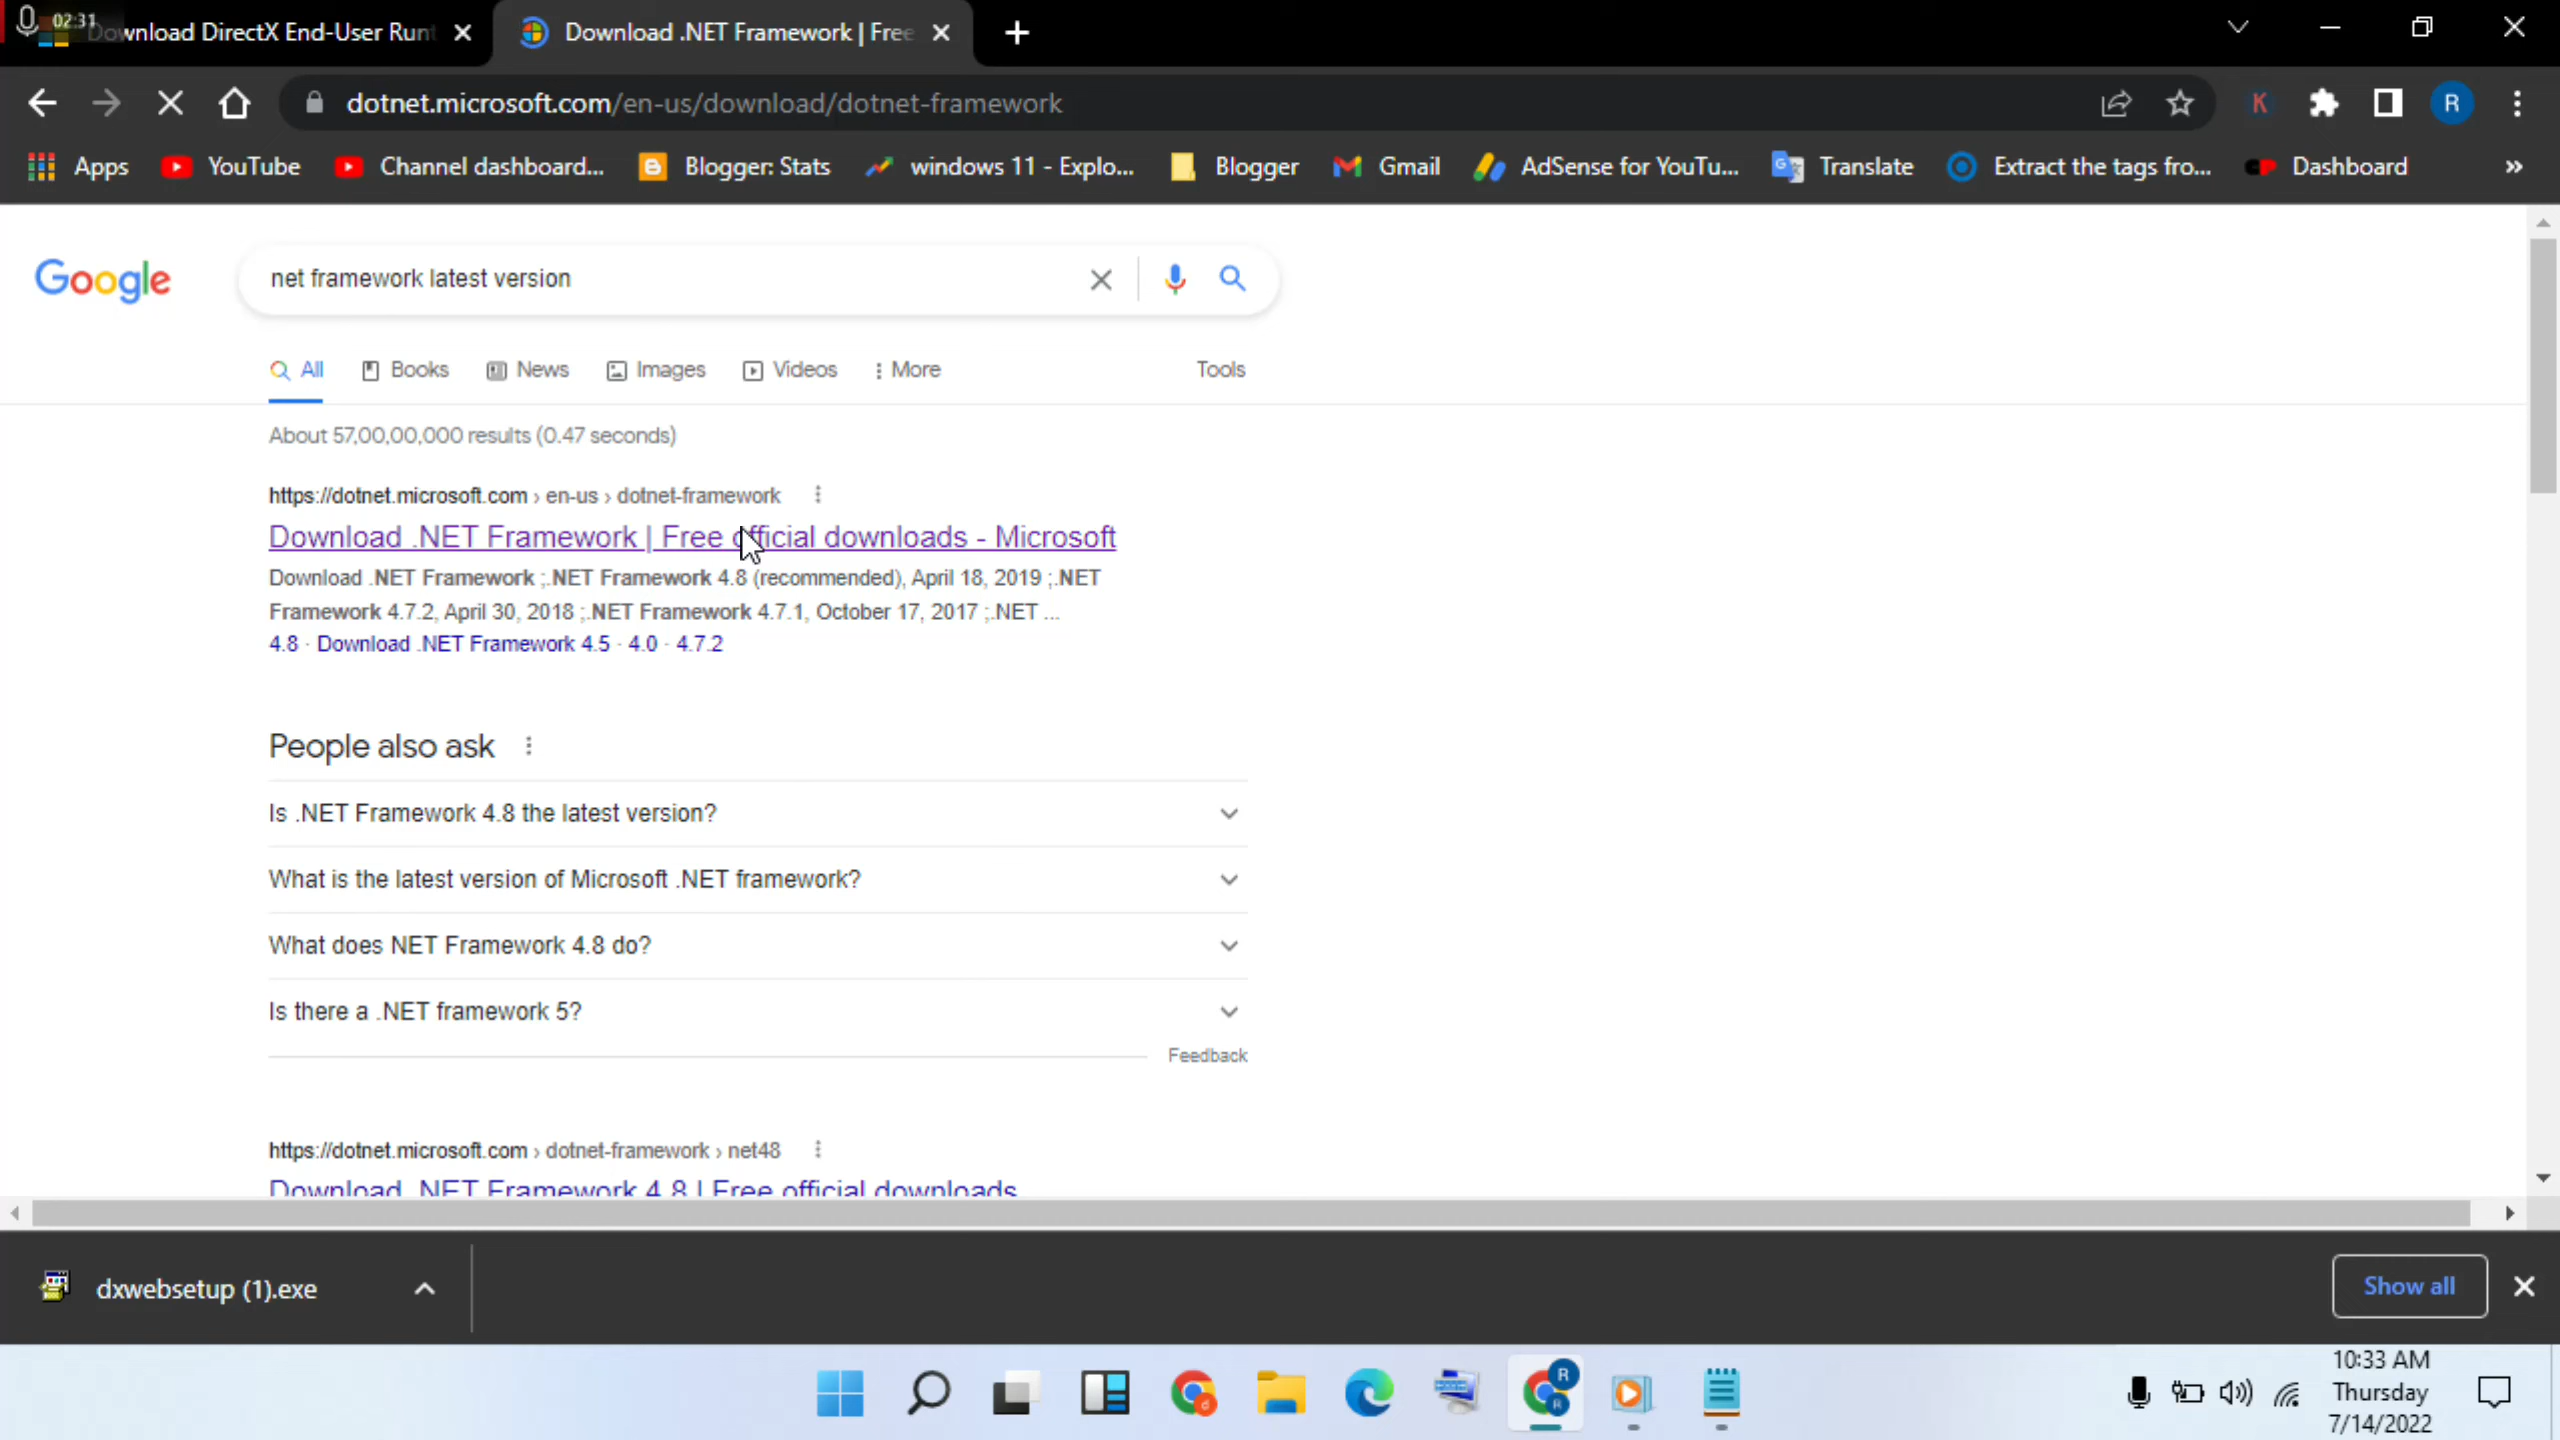 02:31
Download DirectX End-User Runt
Download .NET Framework | Free
dotnet.microsoft.com/en-us/download/dotnet-framework
K
R
Apps
YouTube
Channel dashboard...
Blogger: Stats
windows 11 - Explo...
Blogger
Gmail
AdSense for YouTu...
Translate
Extract the tags fro...
Dashboard
»
Google
net framework latest version
All
Books
News
Images
Videos
More
Tools
About 57,00,00,000 results (0.47 seconds)
https://dotnet.microsoft.com › en-us › dotnet-framework
Download .NET Framework | Free official downloads - Microsoft
Download .NET Framework ;.NET Framework 4.8 (recommended), April 18, 2019 ;.NET
Framework 4.7.2, April 30, 2018 ;.NET Framework 4.7.1, October 17, 2017 ;.NET ...
4.8 · Download .NET Framework 4.5 · 4.0 · 4.7.2
People also ask
Is .NET Framework 4.8 the latest version?
What is the latest version of Microsoft .NET framework?
What does NET Framework 4.8 do?
Is there a .NET framework 5?
Feedback
https://dotnet.microsoft.com › dotnet-framework › net48
Download .NET Framework 4.8 | Free official downloads
dxwebsetup (1).exe
Show all
R
R
10:33 AM
Thursday
7/14/2022